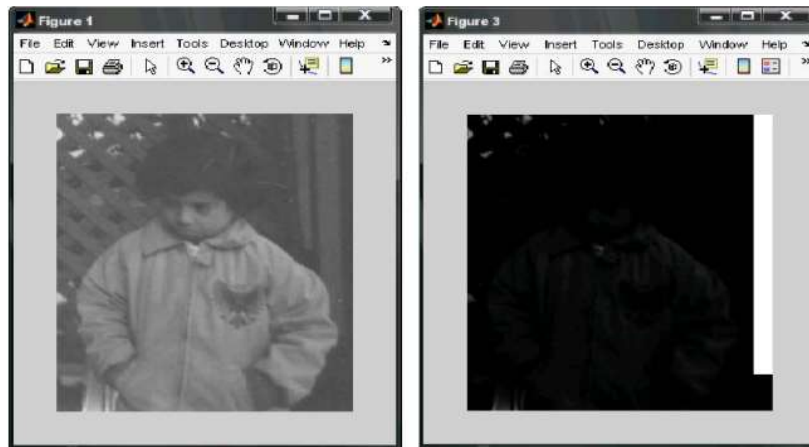 Figure 1
File Edit View Insert Tools Desktop Window Help
Figure 3
File Edit View Insert Tools Desktop Window Help